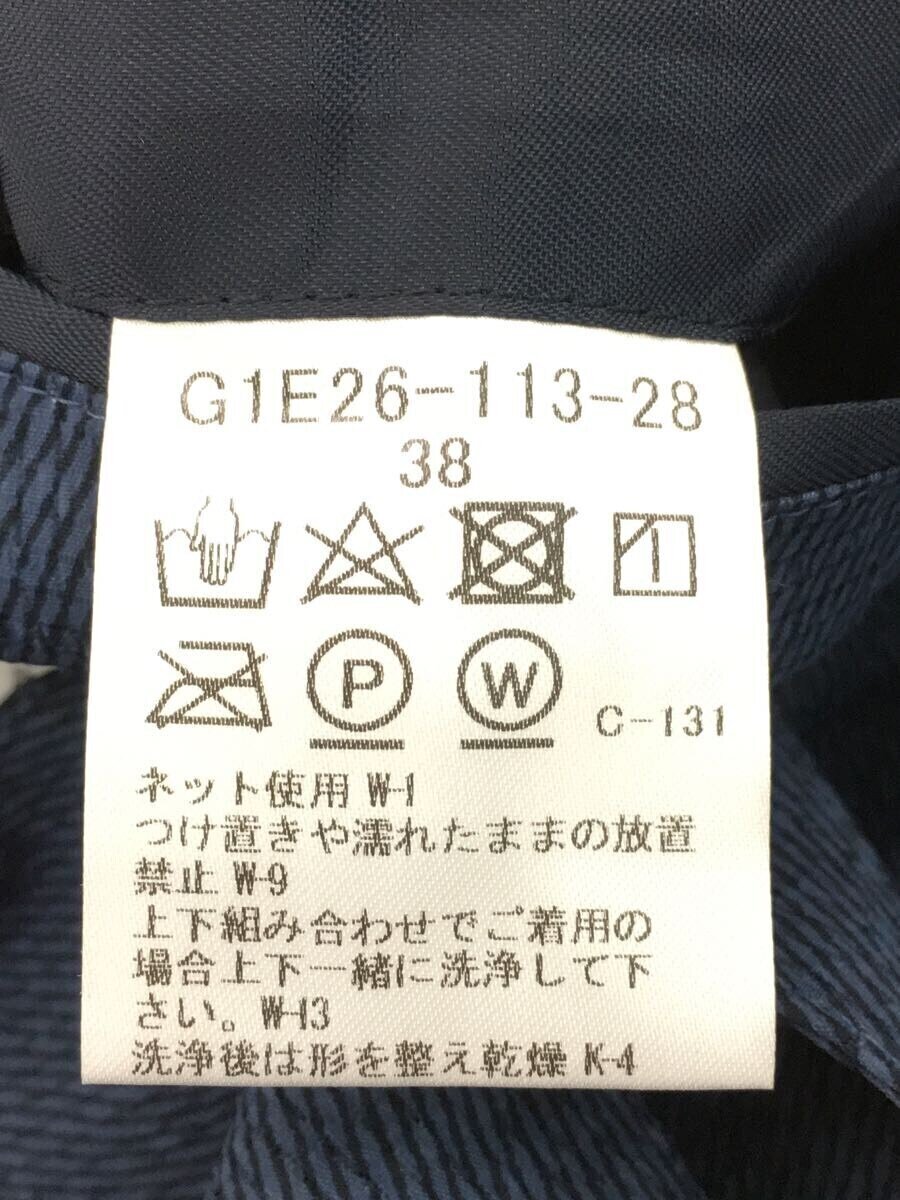 G1E26-113-28
38
P
W
C-131
ネット使用 W-1
つけ置きや濡れたままの放置
禁止 W-9
上下組み合わせでご着用の
場合上下一緒に洗浄して下
さい。W-13
洗浄後は形を整え乾燥 K-4